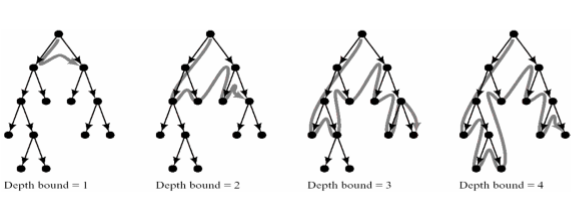 Depth bound = 1
Depth bound = 2
Depth bound = 3
Depth bound = 4